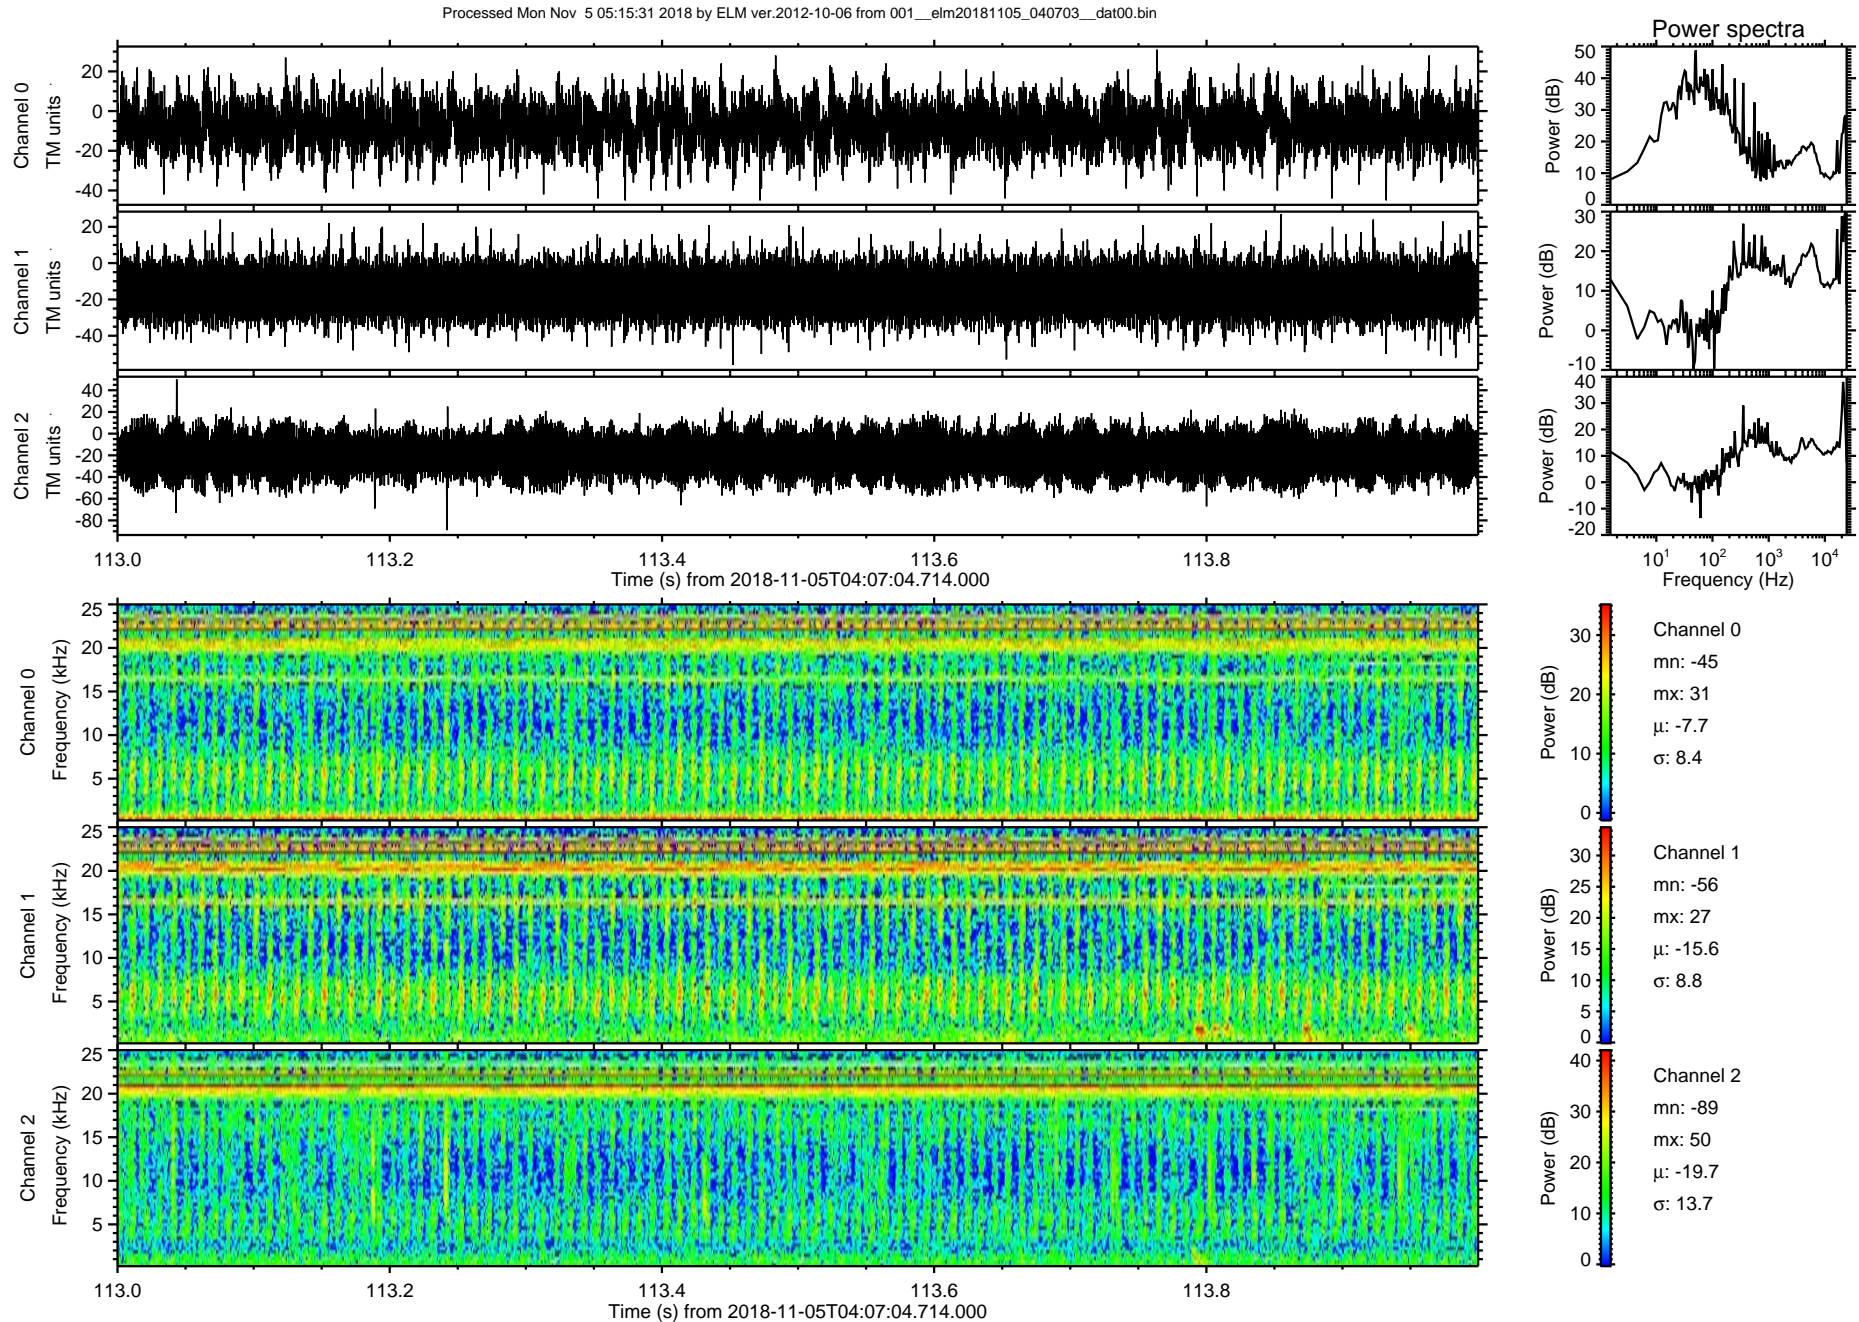 Processed Mon Nov  5 05:15:31 2018 by ELM ver.2012-10-06 from 001__elm20181105_040703__dat00.bin
Power spectra
Channel 0
TM units
20
0
-20
-40
Power (dB)
50
40
30
20
10
0
Channel 1
TM units
20
0
-20
-40
Power (dB)
30
20
10
0
-10
Channel 2
TM units
40
20
0
-20
-40
-60
-80
Power (dB)
40
30
20
10
0
-10
-20
113.0 113.2 113.4 113.6 113.8
Time (s) from 2018-11-05T04:07:04.714.000
10¹ 10² 10³ 10⁴
Frequency (Hz)
Channel 0
Frequency (kHz)
25
20
15
10
5
Power (dB)
30
20
10
0
Channel 0
mn: -45
mx: 31
μ: -7.7
σ: 8.4
Channel 1
Frequency (kHz)
25
20
15
10
5
Power (dB)
30
25
20
15
10
5
0
Channel 1
mn: -56
mx: 27
μ: -15.6
σ: 8.8
Channel 2
Frequency (kHz)
25
20
15
10
5
Power (dB)
40
30
20
10
0
Channel 2
mn: -89
mx: 50
μ: -19.7
σ: 13.7
113.0 113.2 113.4 113.6 113.8
Time (s) from 2018-11-05T04:07:04.714.000